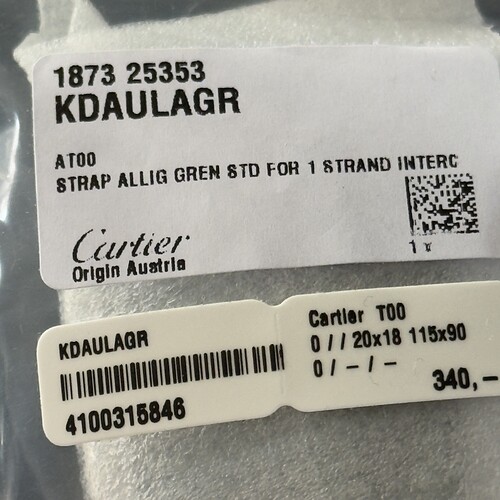 1873 25353
KDAULAGR
AT00
STRAP ALLIG GREN STD FOR 1 STRAND INTERC
Cartier
Origin Austria
KDAULAGR
4100315846
Cartier T00
0 / / 20x18 115x90
0 / – / –
340,–